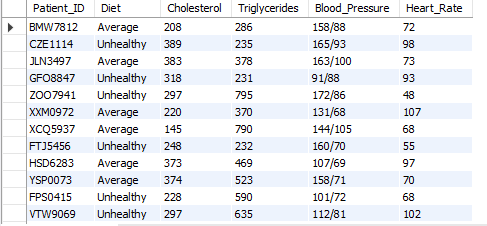 Patient_ID Diet Cholesterol Triglycerides Blood_Pressure Heart_Rate
BMW7812 Average 208 286 158/88 72
CZE1114 Unhealthy 389 235 165/93 98
JLN3497 Average 383 378 163/100 73
GFO8847 Unhealthy 318 231 91/88 93
ZOO7941 Unhealthy 297 795 172/86 48
XXM0972 Average 220 370 131/68 107
XCQ5937 Average 145 790 144/105 68
FTJ5456 Unhealthy 248 232 160/70 55
HSD6283 Average 373 469 107/69 97
YSP0073 Average 374 523 158/71 70
FPS0415 Unhealthy 228 590 101/72 68
VTW9069 Unhealthy 297 635 112/81 102